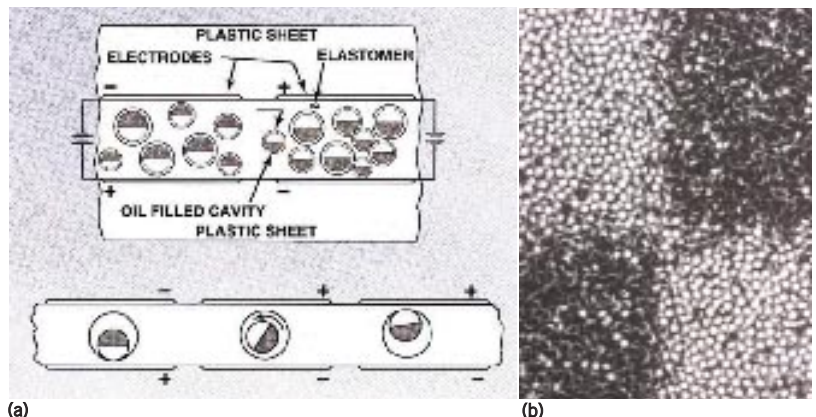 PLASTIC SHEET
ELECTRODES ELASTOMER
- +
+ -
OIL FILLED CAVITY
PLASTIC SHEET
- + +
+ - -
(a) (b)